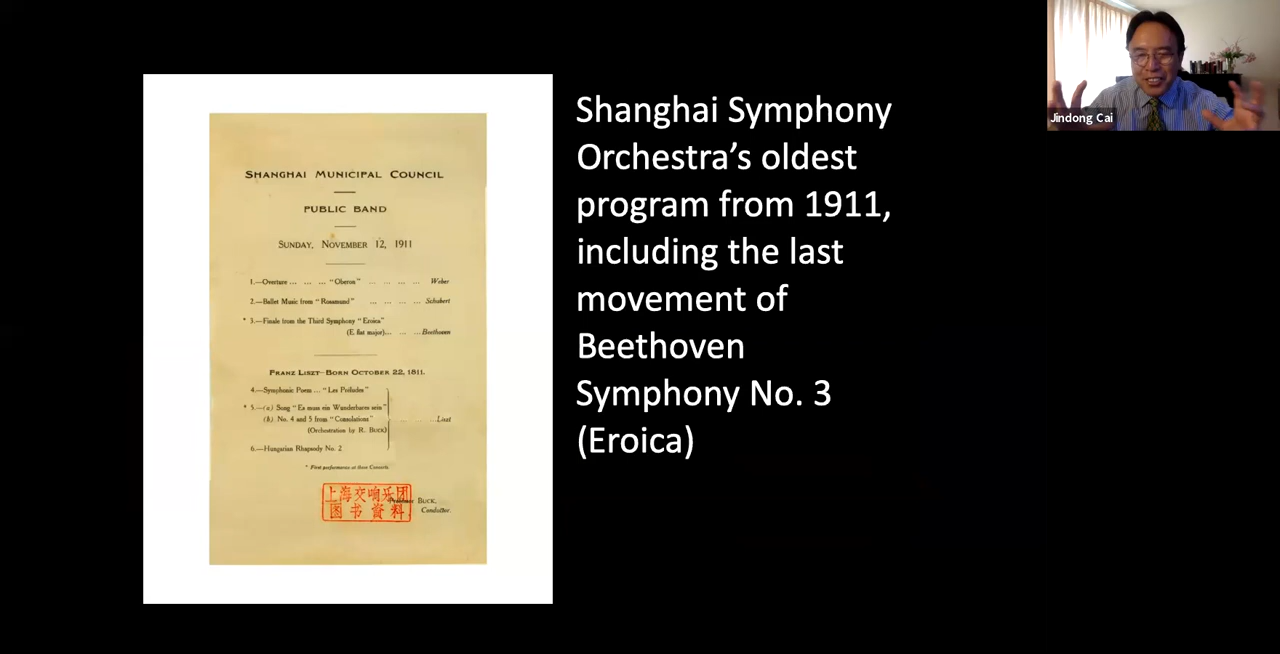 SHANGHAI MUNICIPAL COUNCIL
PUBLIC BAND
SUNDAY, NOVEMBER 12, 1911
1.—Overture ... ... ... "Oberon" ... ... ... ... Weber
2.—Ballet Music from "Rosamund" ... ... ... ... Schubert
* 3.—Finale from the Third Symphony "Eroica"
(E flat major)... ... ...Beethoven
FRANZ LISZT—BORN OCTOBER 22, 1811.
4.—Symphonic Poem ... "Les Préludes"
* 5.—(a) Song "Es muss ein Wunderbares sein"
(b) No. 4 and 5 from "Consolations" ... ...Liszt
(Orchestration by R. BUCK)
6.—Hungarian Rhapsody No. 2
* First performance at these Concerts.
上海交响乐团
图书资料
BUCK,
Conductor.
Shanghai Symphony
Orchestra's oldest
program from 1911,
including the last
movement of
Beethoven
Symphony No. 3
(Eroica)
Jindong Cai